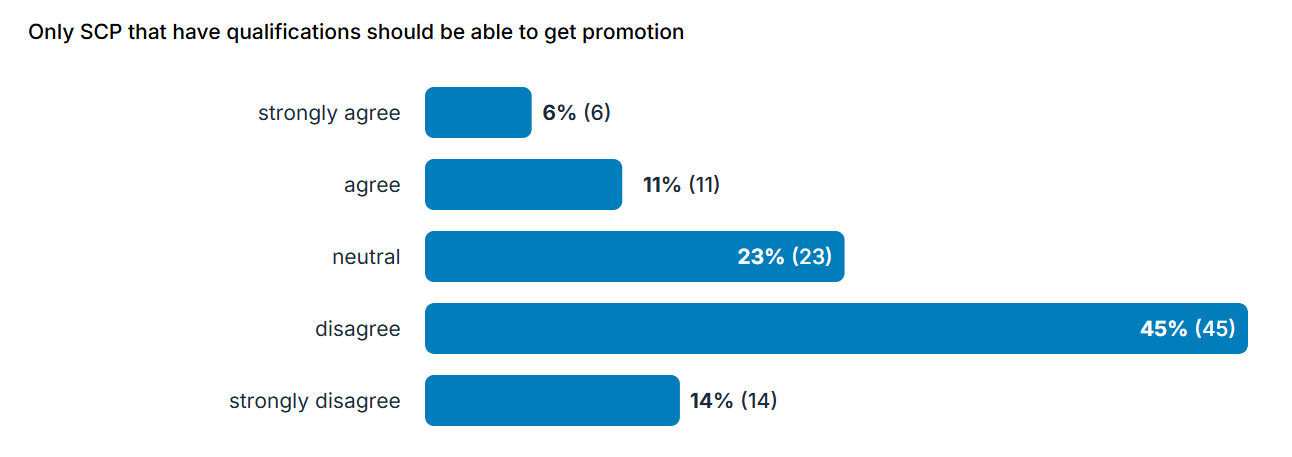 Only SCP that have qualifications should be able to get promotion
strongly agree 6% (6)
agree 11% (11)
neutral 23% (23)
disagree 45% (45)
strongly disagree 14% (14)